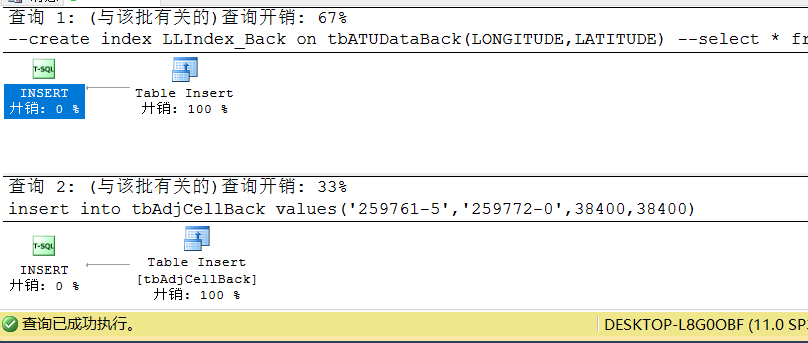 查询 1: (与该批有关的)查询开销: 67%
--create index LLIndex_Back on tbATUDataBack(LONGITUDE,LATITUDE) --select * fr
T-SQL
INSERT
开销: 0 %
Table Insert
开销: 100 %
查询 2: (与该批有关的)查询开销: 33%
insert into tbAdjCellBack values('259761-5','259772-0',38400,38400)
T-SQL
INSERT
开销: 0 %
Table Insert
[tbAdjCellBack]
开销: 100 %
查询已成功执行。
DESKTOP-L8G0OBF (11.0 SP